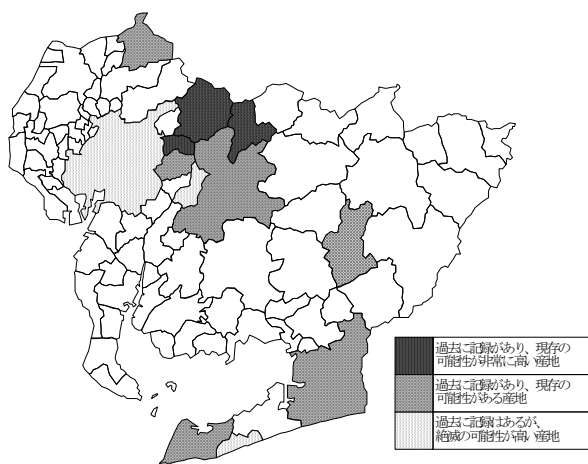 過去に記録があり、現存の
可能性が非常に高い産地
過去に記録があり、現存の
可能性がある産地
過去に記録はあるが、
絶滅の可能性が高い産地